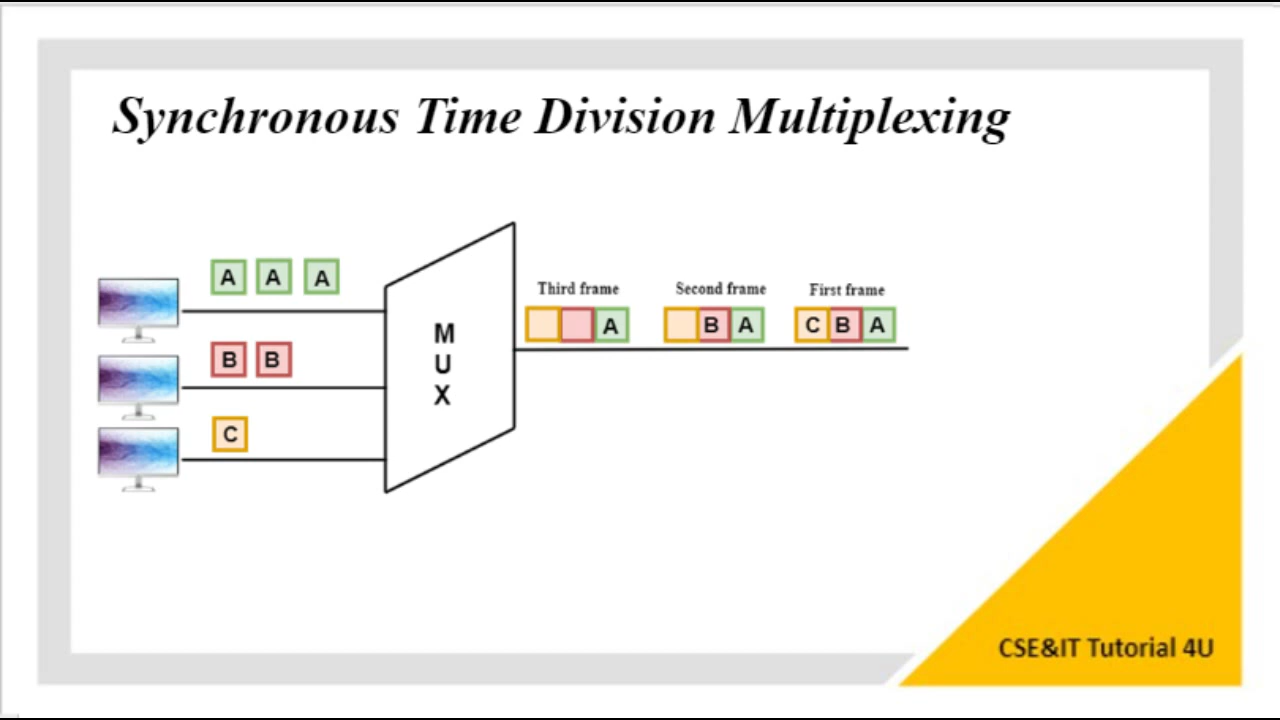 Synchronous Time Division Multiplexing
A A A
Third frame Second frame First frame
A B A C B A
M
U
X
B B
C
CSE&IT Tutorial 4U